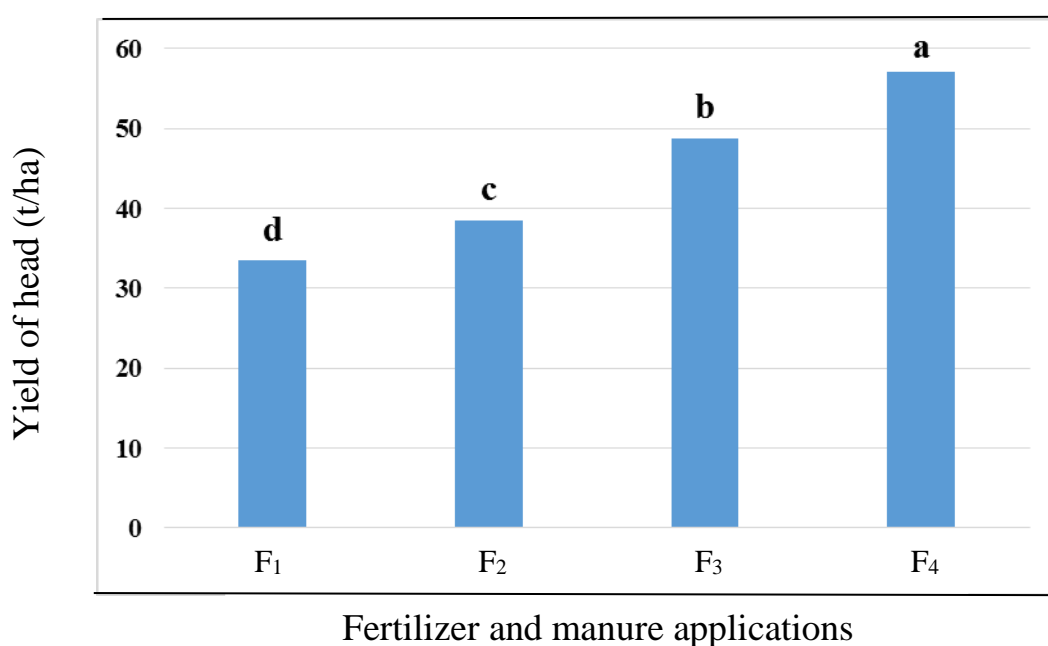 Yield of head (t/ha)
60
50
40
30
20
10
0
d
c
b
a
F₁ F₂ F₃ F₄
Fertilizer and manure applications